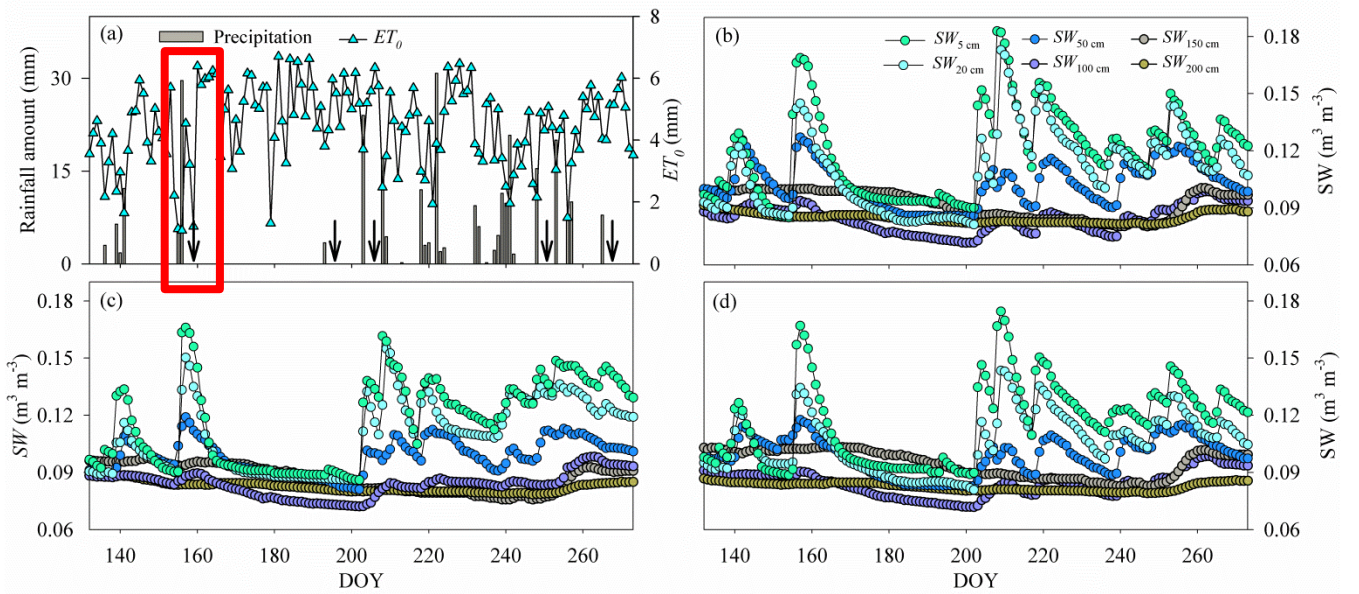 (a)
Precipitation
ET₀
8
6
4
2
0
30
15
0
Rainfall amount (mm)
ET₀ (mm)
(b)
SW₅ cm
SW₅₀ cm
SW₁₅₀ cm
SW₂₀ cm
SW₁₀₀ cm
SW₂₀₀ cm
0.18
0.15
0.12
0.09
0.06
SW (m³ m⁻³)
(c)
0.18
0.15
0.12
0.09
0.06
SW
(m³ m⁻³)
140 160 180 200 220 240 260
DOY
(d)
0.18
0.15
0.12
0.09
0.06
SW (m³ m⁻³)
140 160 180 200 220 240 260
DOY